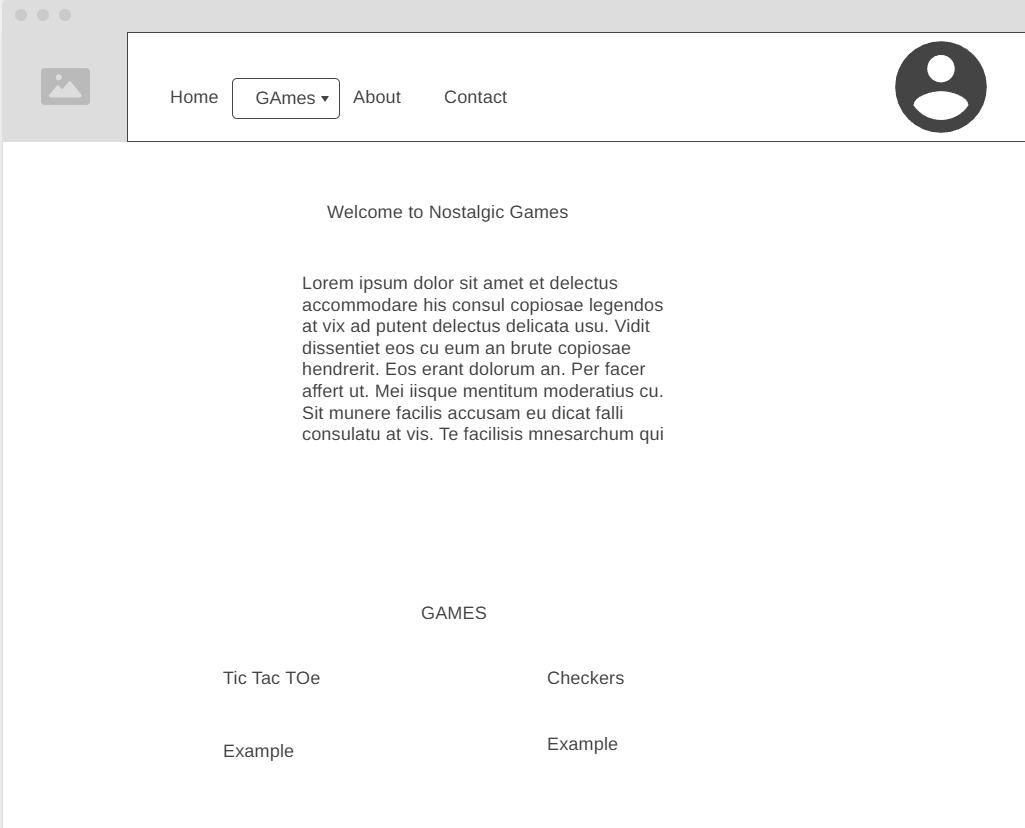 Home GAmes About Contact
Welcome to Nostalgic Games
Lorem ipsum dolor sit amet et delectus
accommodare his consul copiosae legendos
at vix ad putent delectus delicata usu. Vidit
dissentiet eos cu eum an brute copiosae
hendrerit. Eos erant dolorum an. Per facer
affert ut. Mei iisque mentitum moderatius cu.
Sit munere facilis accusam eu dicat falli
consulatu at vis. Te facilisis mnesarchum qui
GAMES
Tic Tac TOe Checkers
Example Example